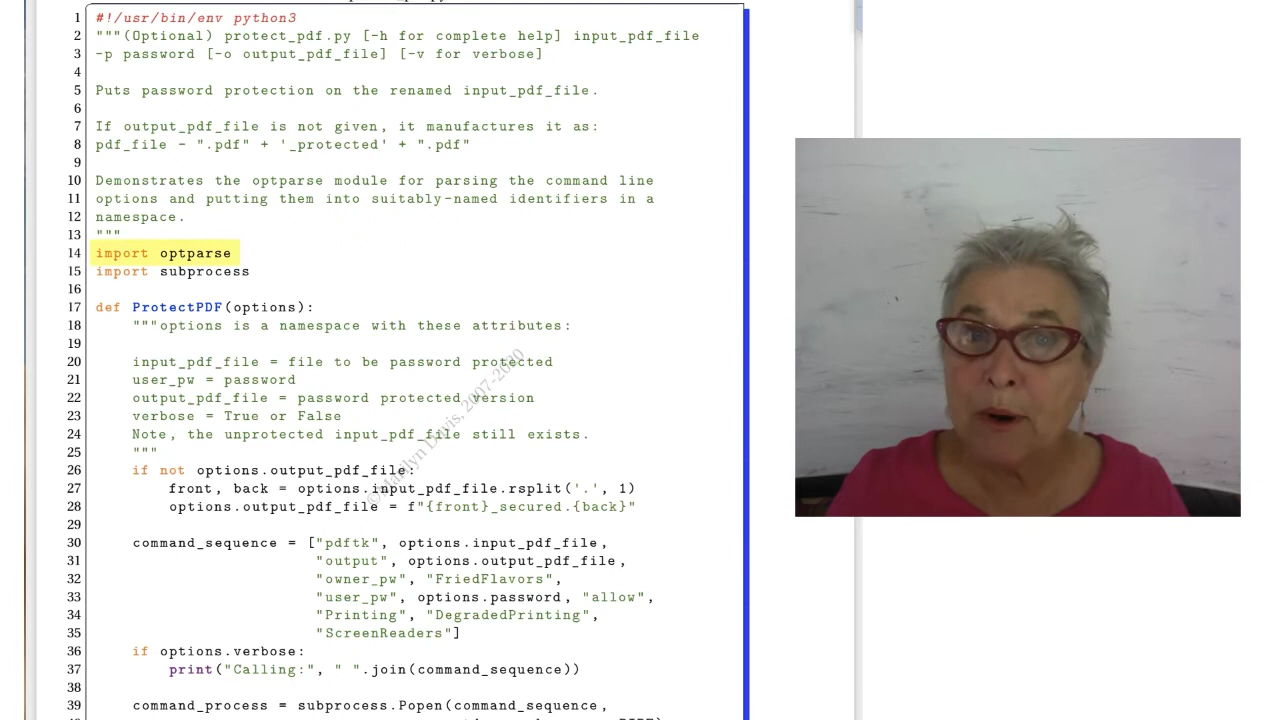 1 #!/usr/bin/env python3
2 """(Optional) protect_pdf.py [-h for complete help] input_pdf_file
3 -p password [-o output_pdf_file] [-v for verbose]
4
5 Puts password protection on the renamed input_pdf_file.
6
7 If output_pdf_file is not given, it manufactures it as:
8 pdf_file - ".pdf" + '_protected' + ".pdf"
9
10 Demonstrates the optparse module for parsing the command line
11 options and putting them into suitably-named identifiers in a
12 namespace.
13 """
14 import optparse
15 import subprocess
16
17 def ProtectPDF(options):
18 """options is a namespace with these attributes:
19
20 input_pdf_file = file to be password protected
21 user_pw = password
22 output_pdf_file = password protected version
23 verbose = True or False
24 Note, the unprotected input_pdf_file still exists.
25 """
26 if not options.output_pdf_file:
27 front, back = options.input_pdf_file.rsplit('.', 1)
28 options.output_pdf_file = f"{front}_secured.{back}"
29
30 command_sequence = ["pdftk", options.input_pdf_file,
31 "output", options.output_pdf_file,
32 "owner_pw", "FriedFlavors",
33 "user_pw", options.password, "allow",
34 "Printing", "DegradedPrinting",
35 "ScreenReaders"]
36 if options.verbose:
37 print("Calling:", " ".join(command_sequence))
38
39 command_process = subprocess.Popen(command_sequence,
©Marilyn Davis, 2007-2020